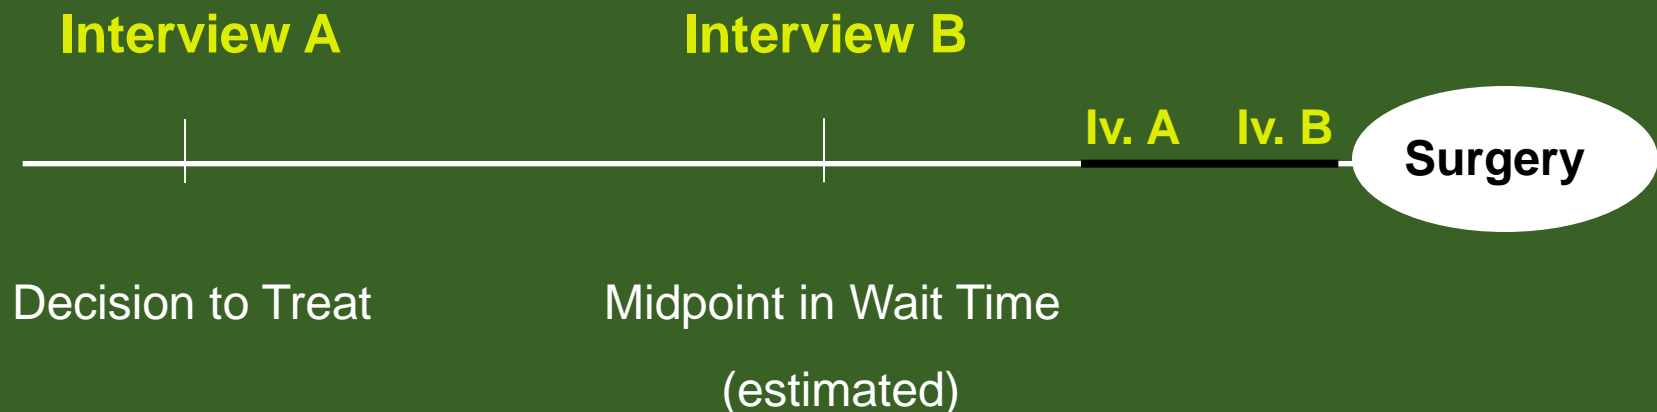 Interview A
Interview B
Iv. A
Iv. B
Surgery
Decision to Treat
Midpoint in Wait Time
(estimated)